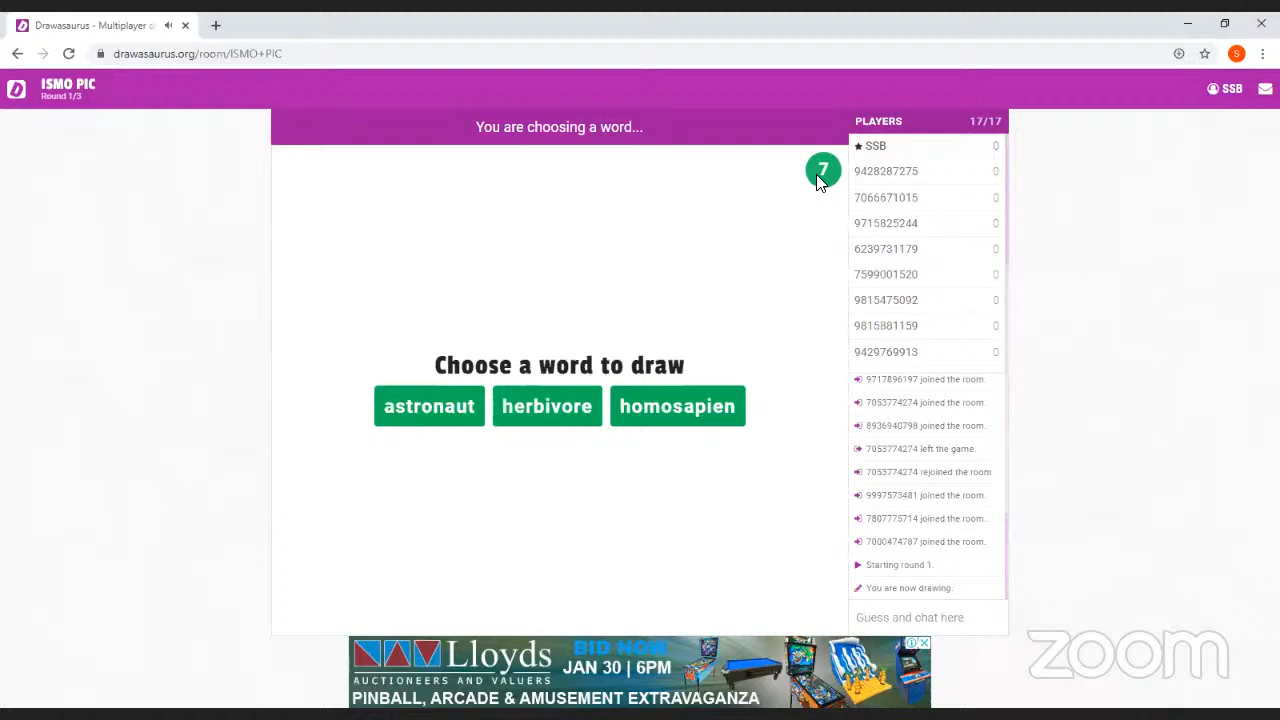 Drawasaurus - Multiplayer d
drawasaurus.org/room/ISMO+PIC
S
ISMO PIC
Round 1/3
SSB
You are choosing a word...
7
Choose a word to draw
astronaut herbivore homosapien
PLAYERS 17/17
SSB 0
9428287275 0
7066671015 0
9715825244 0
6239731179 0
7599001520 0
9815475092 0
9815881159 0
9429769913 0
9717896197 joined the room.
7053774274 joined the room.
8936940798 joined the room.
7053774274 left the game.
7053774274 rejoined the room
9997573481 joined the room.
7807775714 joined the room.
7000474787 joined the room.
Starting round 1.
You are now drawing.
Guess and chat here
Lloyds
AUCTIONEERS AND VALUERS
BID NOW
JAN 30 | 6PM
PINBALL, ARCADE & AMUSEMENT EXTRAVAGANZA
zoom